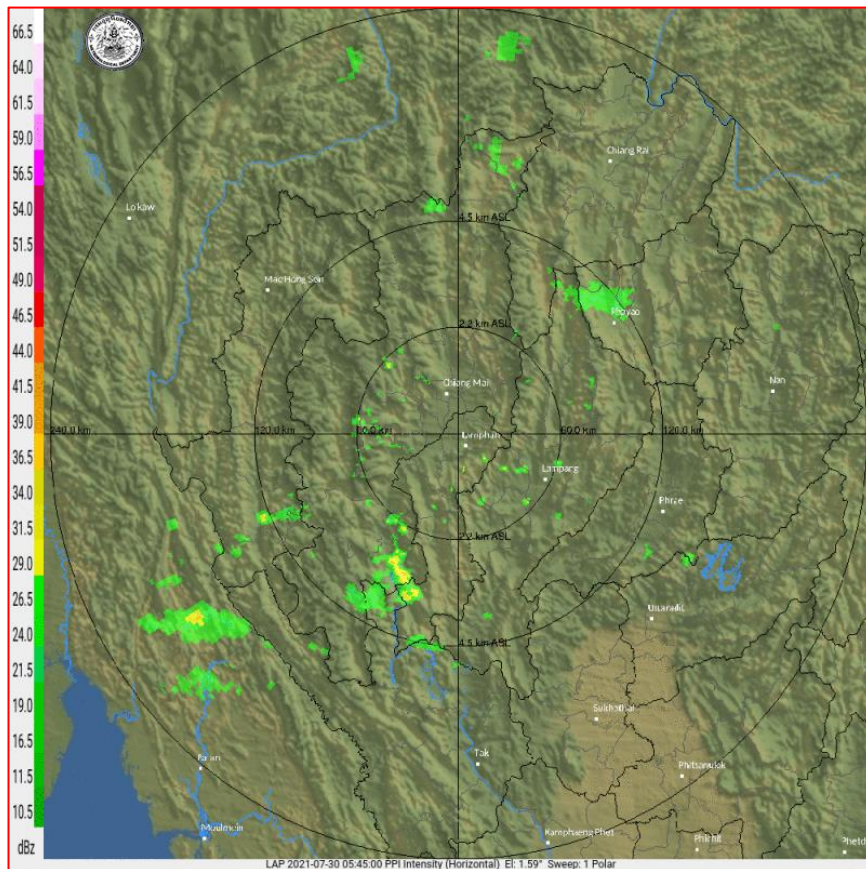 66.5
64.0
61.5
59.0
56.5
54.0
51.5
49.0
46.5
44.0
41.5
39.0
36.5
34.0
31.5
29.0
26.5
24.0
21.5
19.0
16.5
14.0
11.5
10.5
dBz
Chiang Rai
Loikaw
4.5 km ASL
Mae Hong Son
Phayao
2.2 km ASL
Chiang Mai
Nan
240.0 km
120.0 km
60.0 km
60.0 km
120.0 km
Lamphun
Lampang
Phrae
2.2 km ASL
Uttaradit
4.5 km ASL
Sukhothai
Tak
Pa'an
Phitsanulok
Moulmein
Kamphaeng Phet
Phichit
Phetch
LAP 2021-07-30 05:45:00 PPI Intensity (Horizontal) El: 1.59° Sweep: 1 Polar